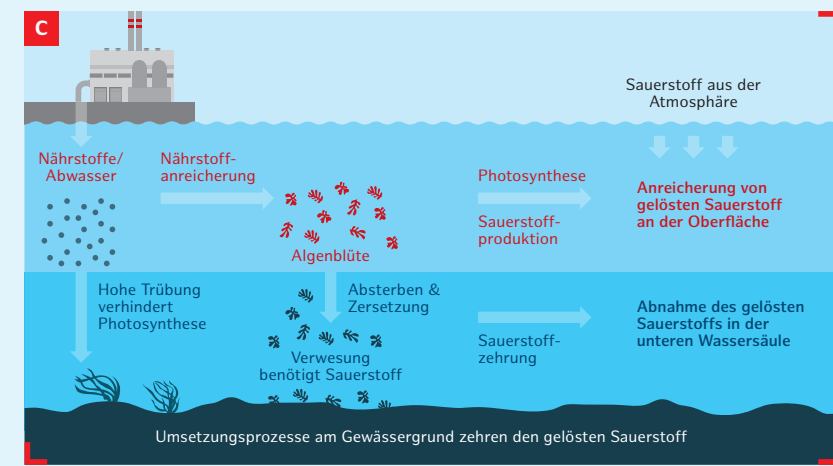 C
Sauerstoff aus der
Atmosphäre
Nährstoffe/
Abwasser
Nährstoff-
anreicherung
Algenblüte
Photosynthese
Sauerstoff-
produktion
Anreicherung von
gelösten Sauerstoff
an der Oberfläche
Hohe Trübung
verhindert
Photosynthese
Absterben &
Zersetzung
Verwesung
benötigt Sauerstoff
Sauerstoff-
zehrung
Abnahme des gelösten
Sauerstoffs in der
unteren Wassersäule
Umsetzungsprozesse am Gewässergrund zehren den gelösten Sauerstoff